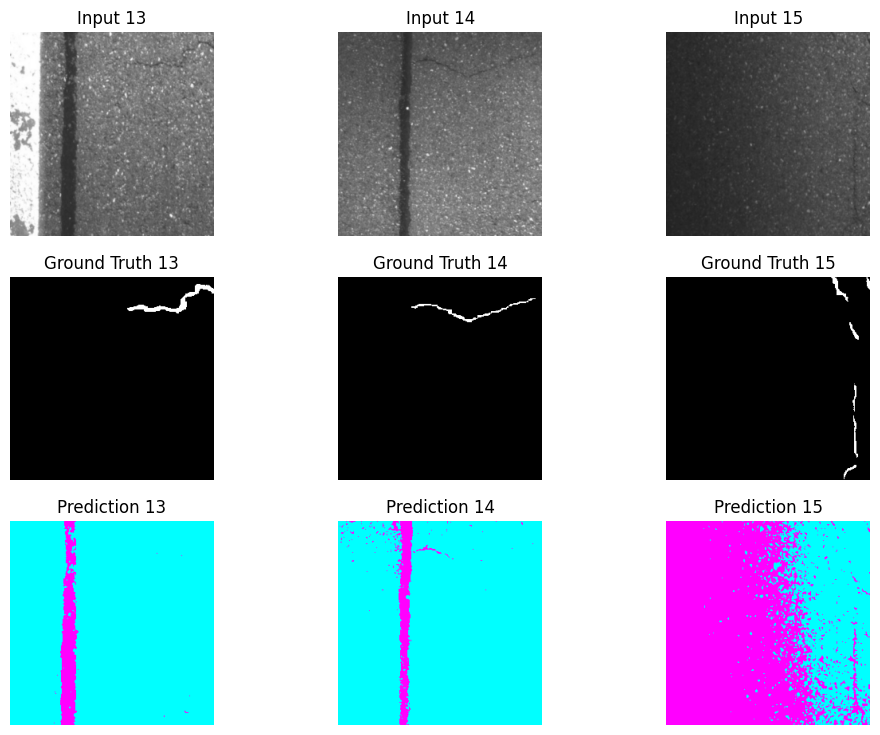 Input 13
Input 14
Input 15
Ground Truth 13
Ground Truth 14
Ground Truth 15
Prediction 13
Prediction 14
Prediction 15